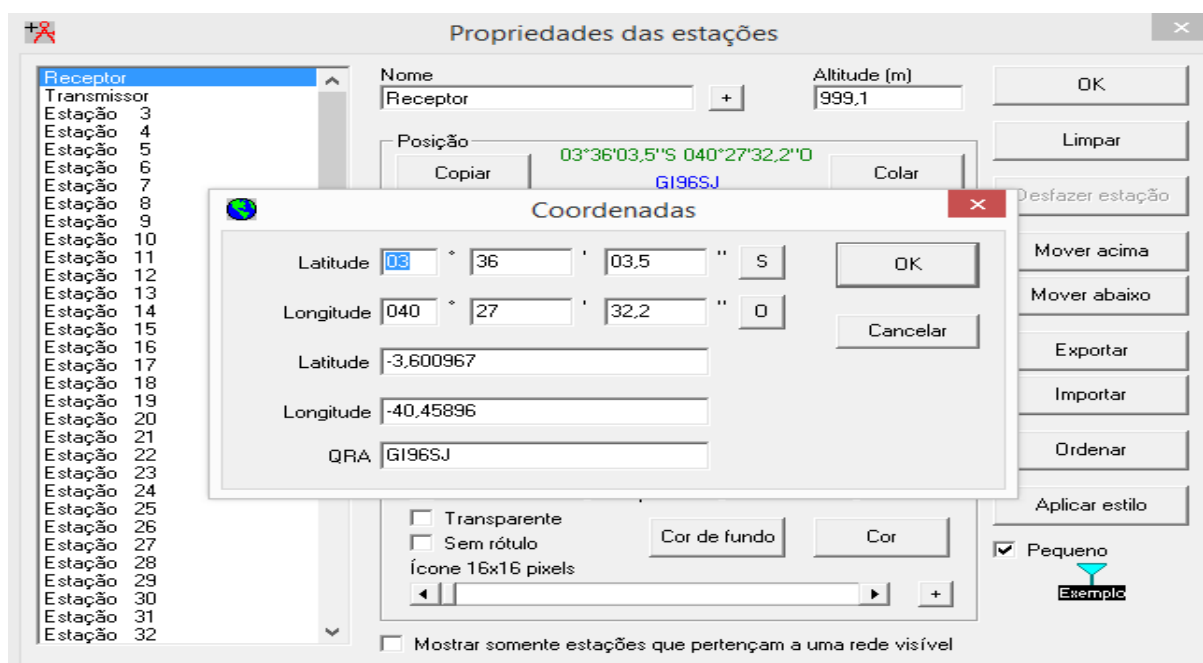 Propriedades das estações
Receptor
Transmissor
Estação 3
Estação 4
Estação 5
Estação 6
Estação 7
Estação 8
Estação 9
Estação 10
Estação 11
Estação 12
Estação 13
Estação 14
Estação 15
Estação 16
Estação 17
Estação 18
Estação 19
Estação 20
Estação 21
Estação 22
Estação 23
Estação 24
Estação 25
Estação 26
Estação 27
Estação 28
Estação 29
Estação 30
Estação 31
Estação 32
Nome
Receptor
+
Altitude (m)
999,1
Posição
Copiar
03°36'03,5"S 040°27'32,2"O
GI96SJ
Colar
Coordenadas
Latitude 03 ° 36 ' 03,5 " S
Longitude 040 ° 27 ' 32,2 " O
Latitude -3,600967
Longitude -40,45896
QRA GI96SJ
OK
Cancelar
Transparente
Sem rótulo
Cor de fundo
Cor
Ícone 16x16 pixels
+
Mostrar somente estações que pertençam a uma rede visível
OK
Limpar
Desfazer estação
Mover acima
Mover abaixo
Exportar
Importar
Ordenar
Aplicar estilo
Pequeno
Exemplo